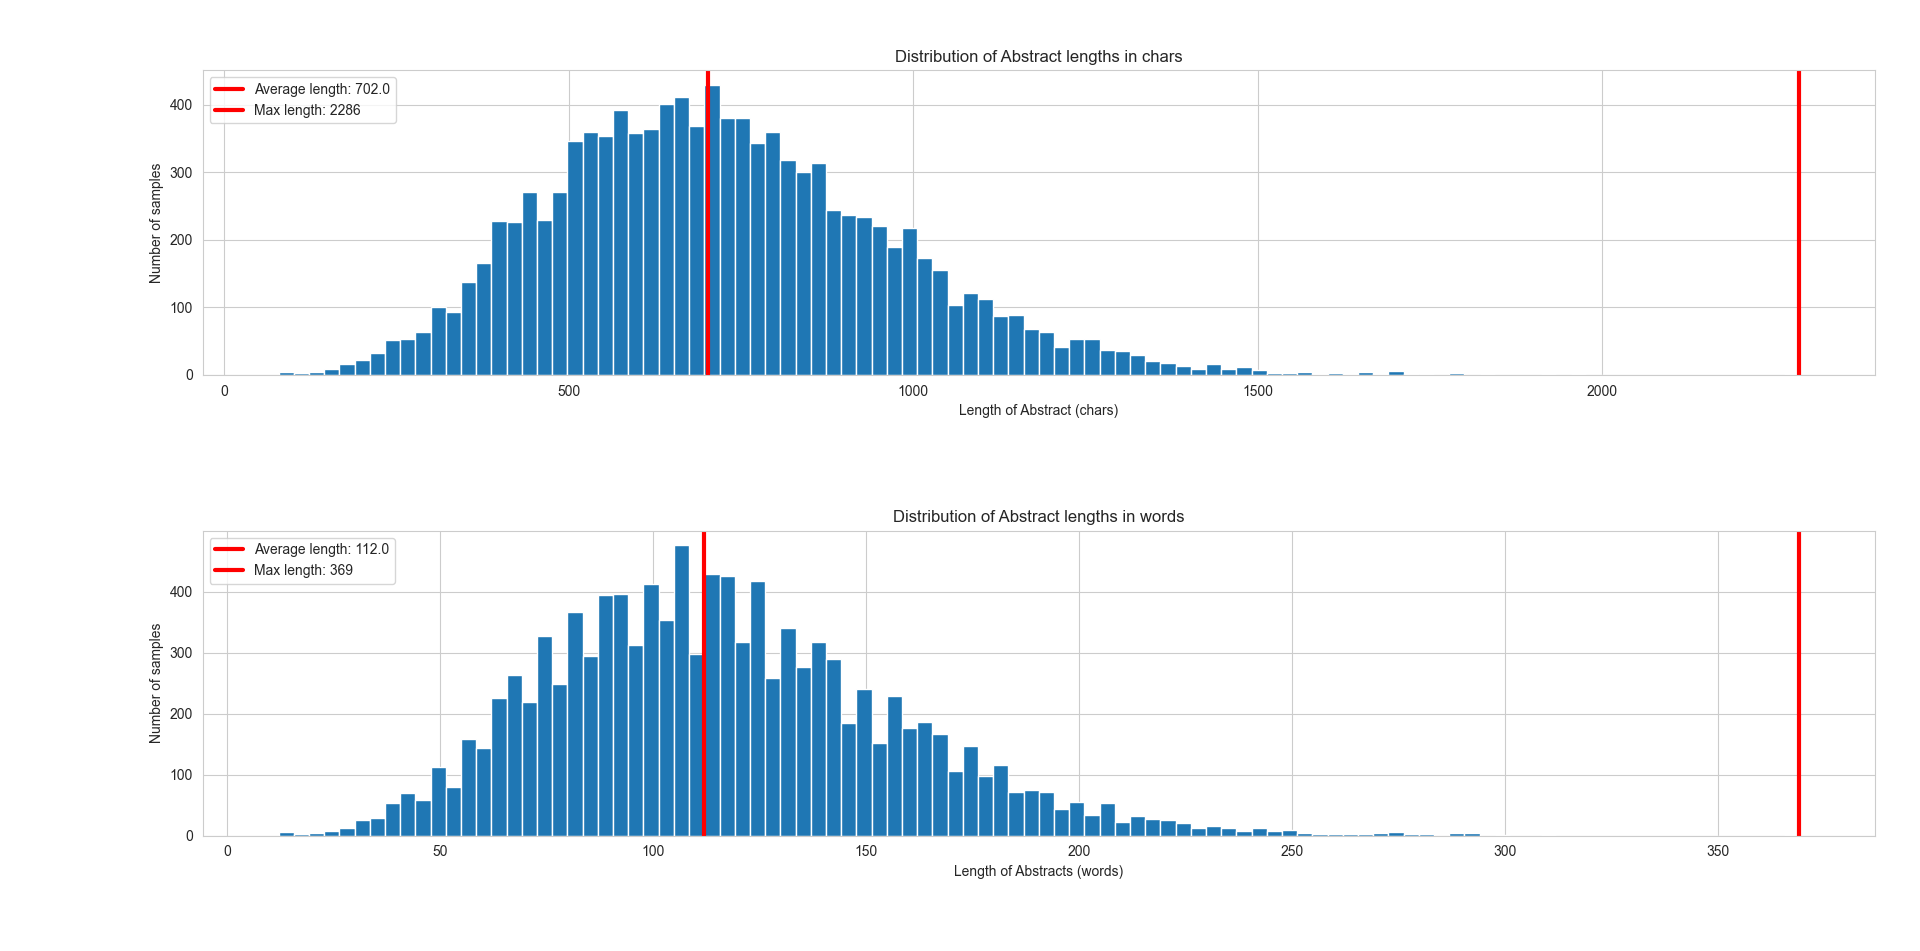 Distribution of Abstract lengths in chars
Average length: 702.0
Max length: 2286
Number of samples
400
300
200
100
0
0 500 1000 1500 2000
Length of Abstract (chars)
Distribution of Abstract lengths in words
Average length: 112.0
Max length: 369
Number of samples
400
300
200
100
0
0 50 100 150 200 250 300 350
Length of Abstracts (words)